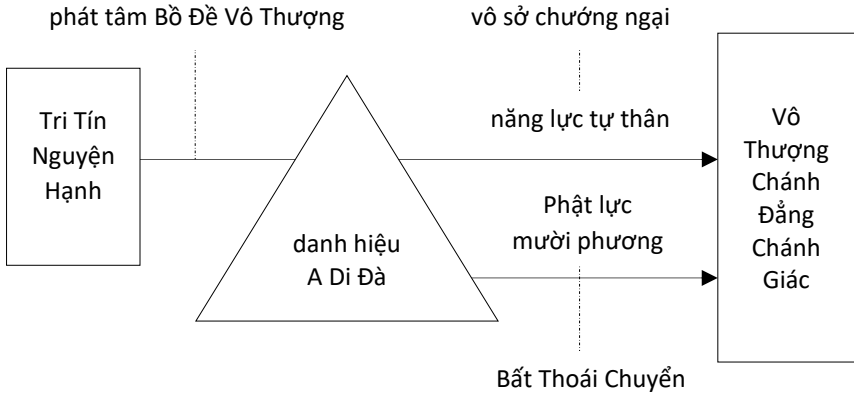 phát tâm Bồ Đề Vô Thượng
vô sở chướng ngại
Tri Tín
Nguyện
Hạnh
năng lực tự thân
danh hiệu
A Di Đà
Phật lực
mười phương
Bất Thoái Chuyển
Vô
Thượng
Chánh
Đẳng
Chánh
Giác